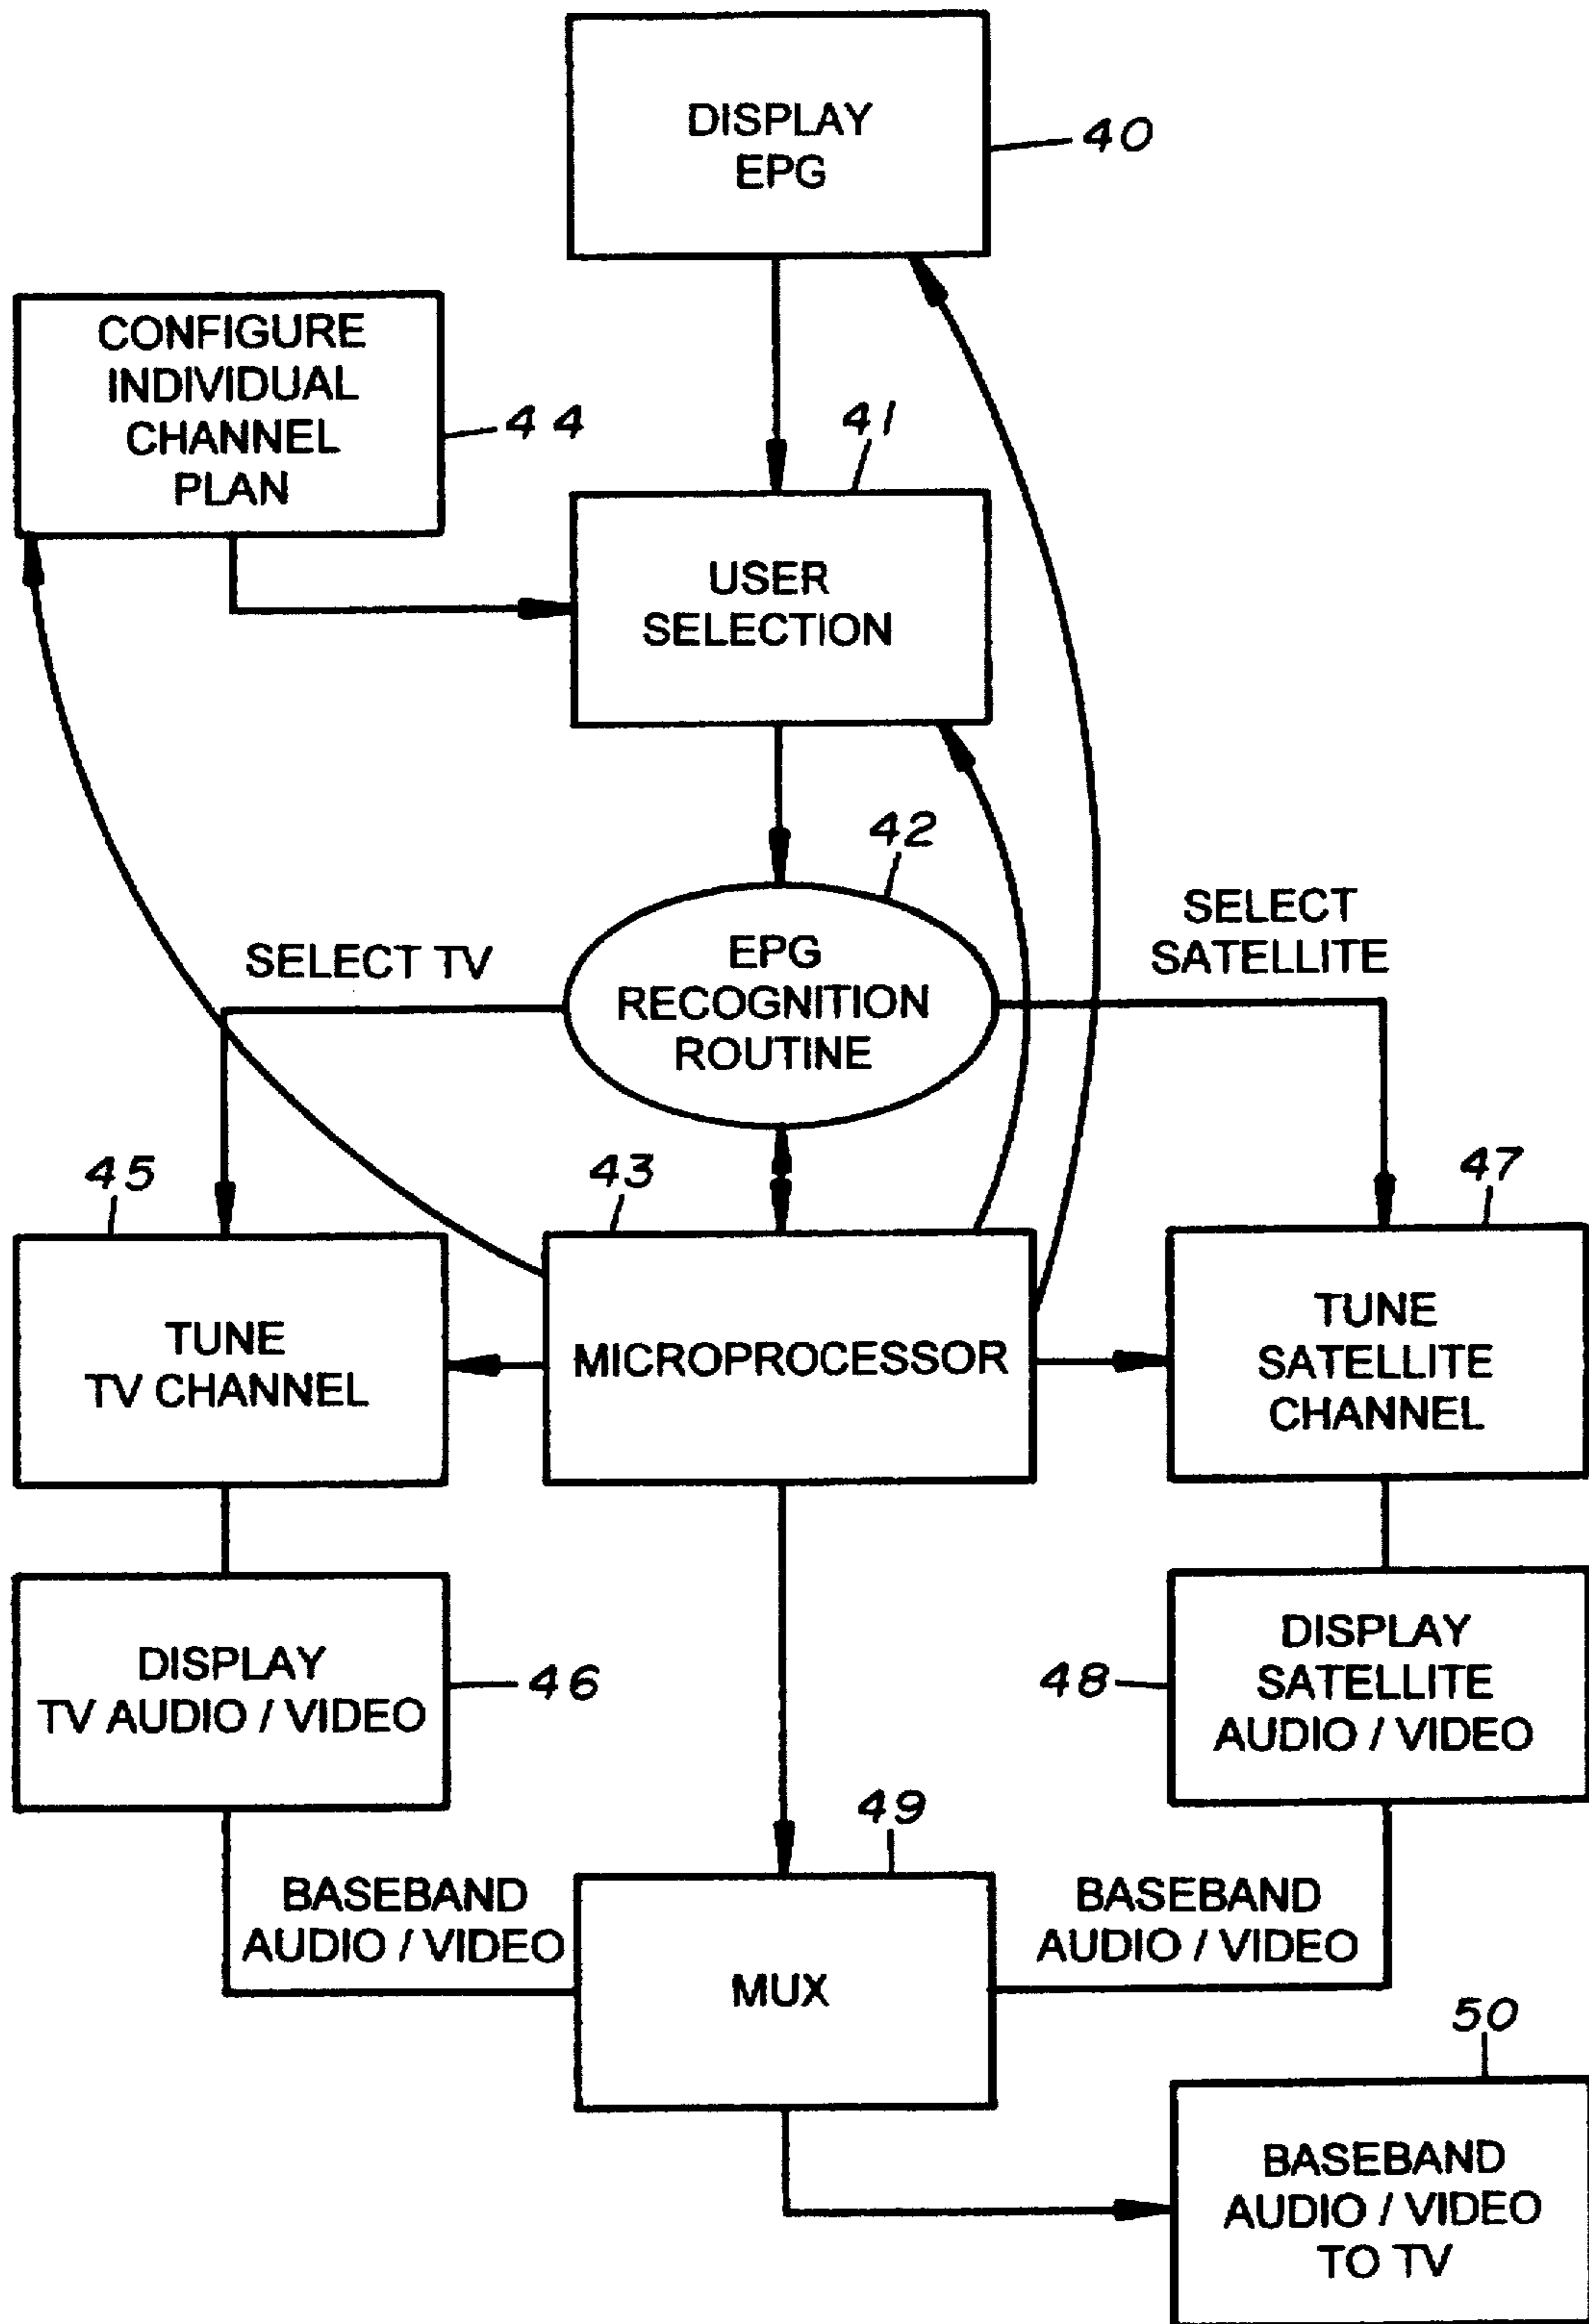 DISPLAY
EPG
40
CONFIGURE
INDIVIDUAL
CHANNEL
PLAN
44
41
USER
SELECTION
42
SELECT TV
EPG
RECOGNITION
ROUTINE
SELECT
SATELLITE
45
43
47
TUNE
TV CHANNEL
MICROPROCESSOR
TUNE
SATELLITE
CHANNEL
DISPLAY
TV AUDIO / VIDEO
46
48
DISPLAY
SATELLITE
AUDIO / VIDEO
49
BASEBAND
AUDIO / VIDEO
MUX
BASEBAND
AUDIO / VIDEO
50
BASEBAND
AUDIO / VIDEO
TO TV